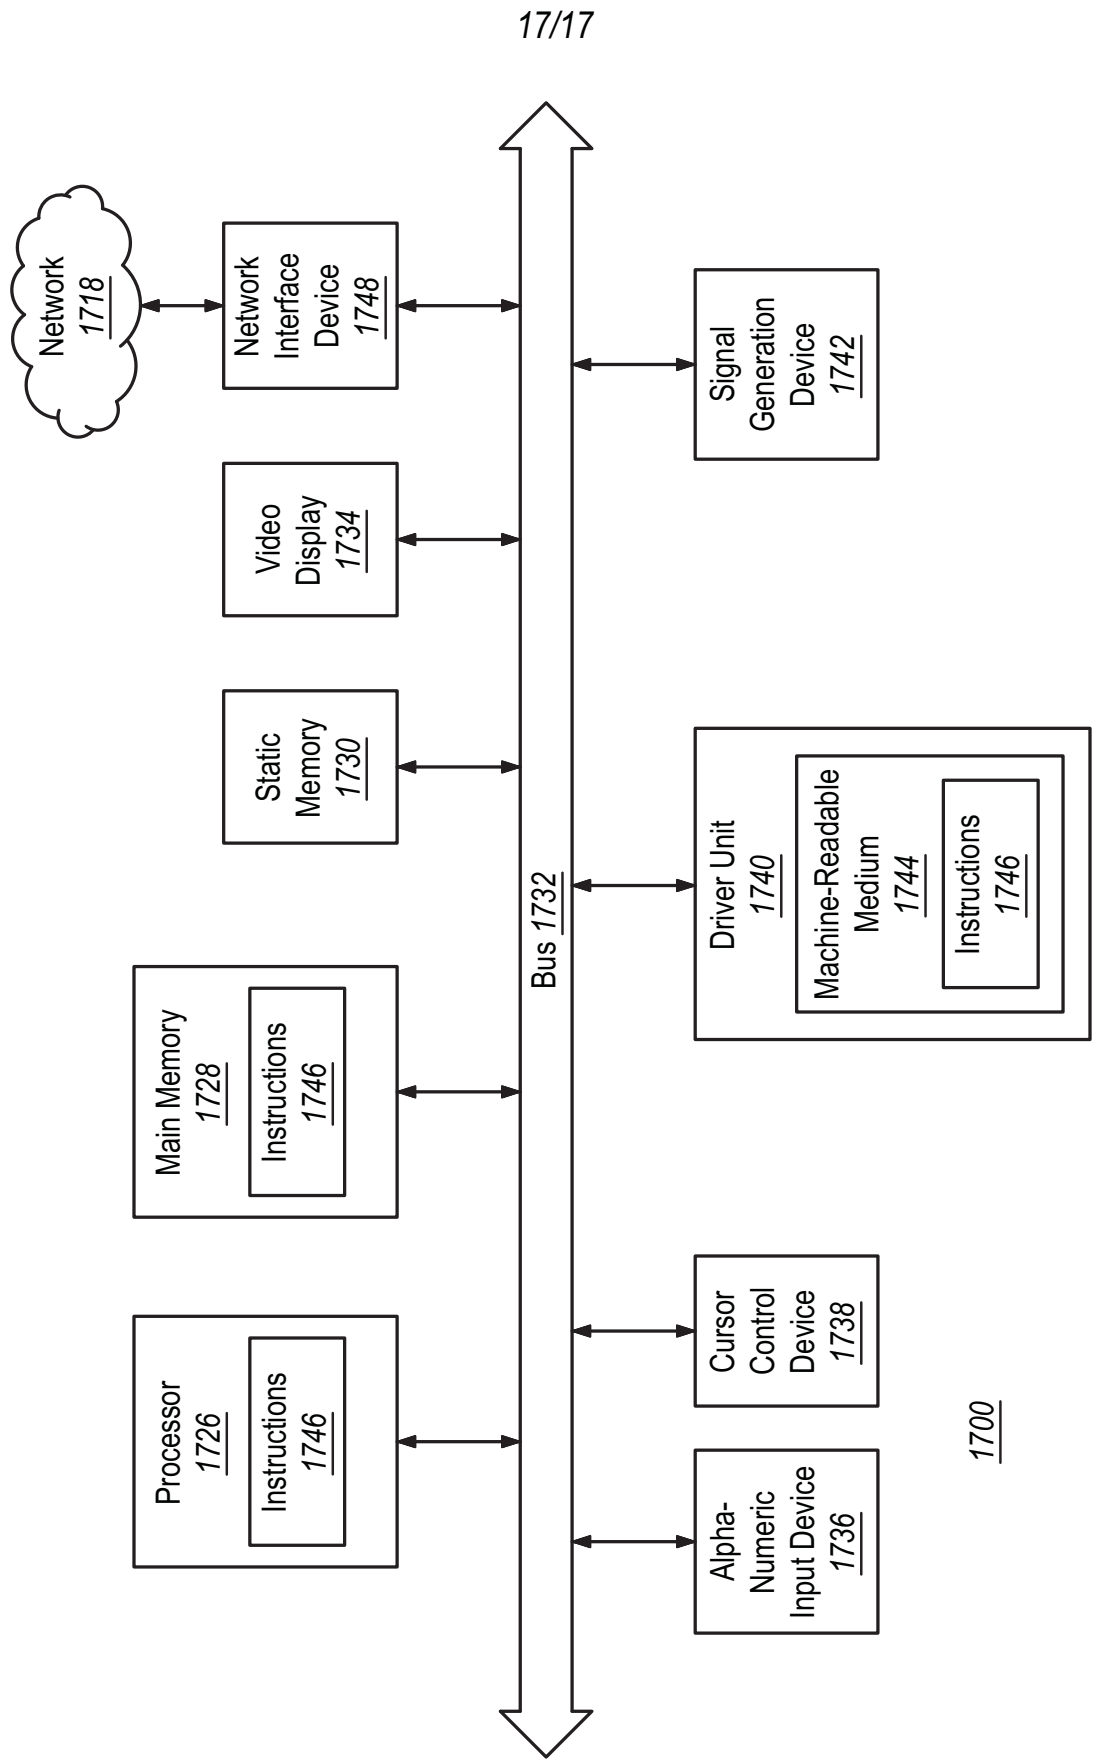 17/17
Network
1718
Network
Interface
Device
1748
Video
Display
1734
Static
Memory
1730
Main Memory
1728
Instructions
1746
Processor
1726
Instructions
1746
Bus 1732
Signal
Generation
Device
1742
Driver Unit
1740
Machine-Readable
Medium
1744
Instructions
1746
Cursor
Control
Device
1738
Alpha-
Numeric
Input Device
1736
1700